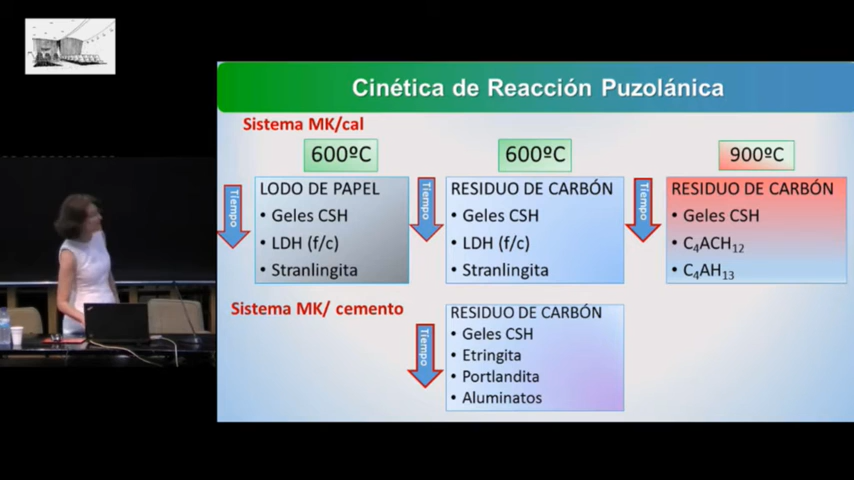 Cinética de Reacción Puzolánica
Sistema MK/cal
600ºC
600ºC
900ºC
Tiempo
LODO DE PAPEL
• Geles CSH
• LDH (f/c)
• Stranlingita
Tiempo
RESIDUO DE CARBÓN
• Geles CSH
• LDH (f/c)
• Stranlingita
Tiempo
RESIDUO DE CARBÓN
• Geles CSH
• C₄ACH₁₂
• C₄AH₁₃
Sistema MK/ cemento
Tiempo
RESIDUO DE CARBÓN
• Geles CSH
• Etringita
• Portlandita
• Aluminatos